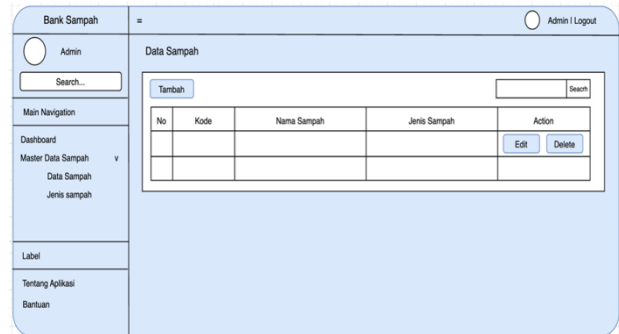 Bank Sampah
=
Admin | Logout
Admin
Search...
Main Navigation
Dashboard
Master Data Sampah v
Data Sampah
Jenis sampah
Label
Tentang Aplikasi
Bantuan
Data Sampah
Tambah
Seacrh
No Kode Nama Sampah Jenis Sampah Action
Edit Delete